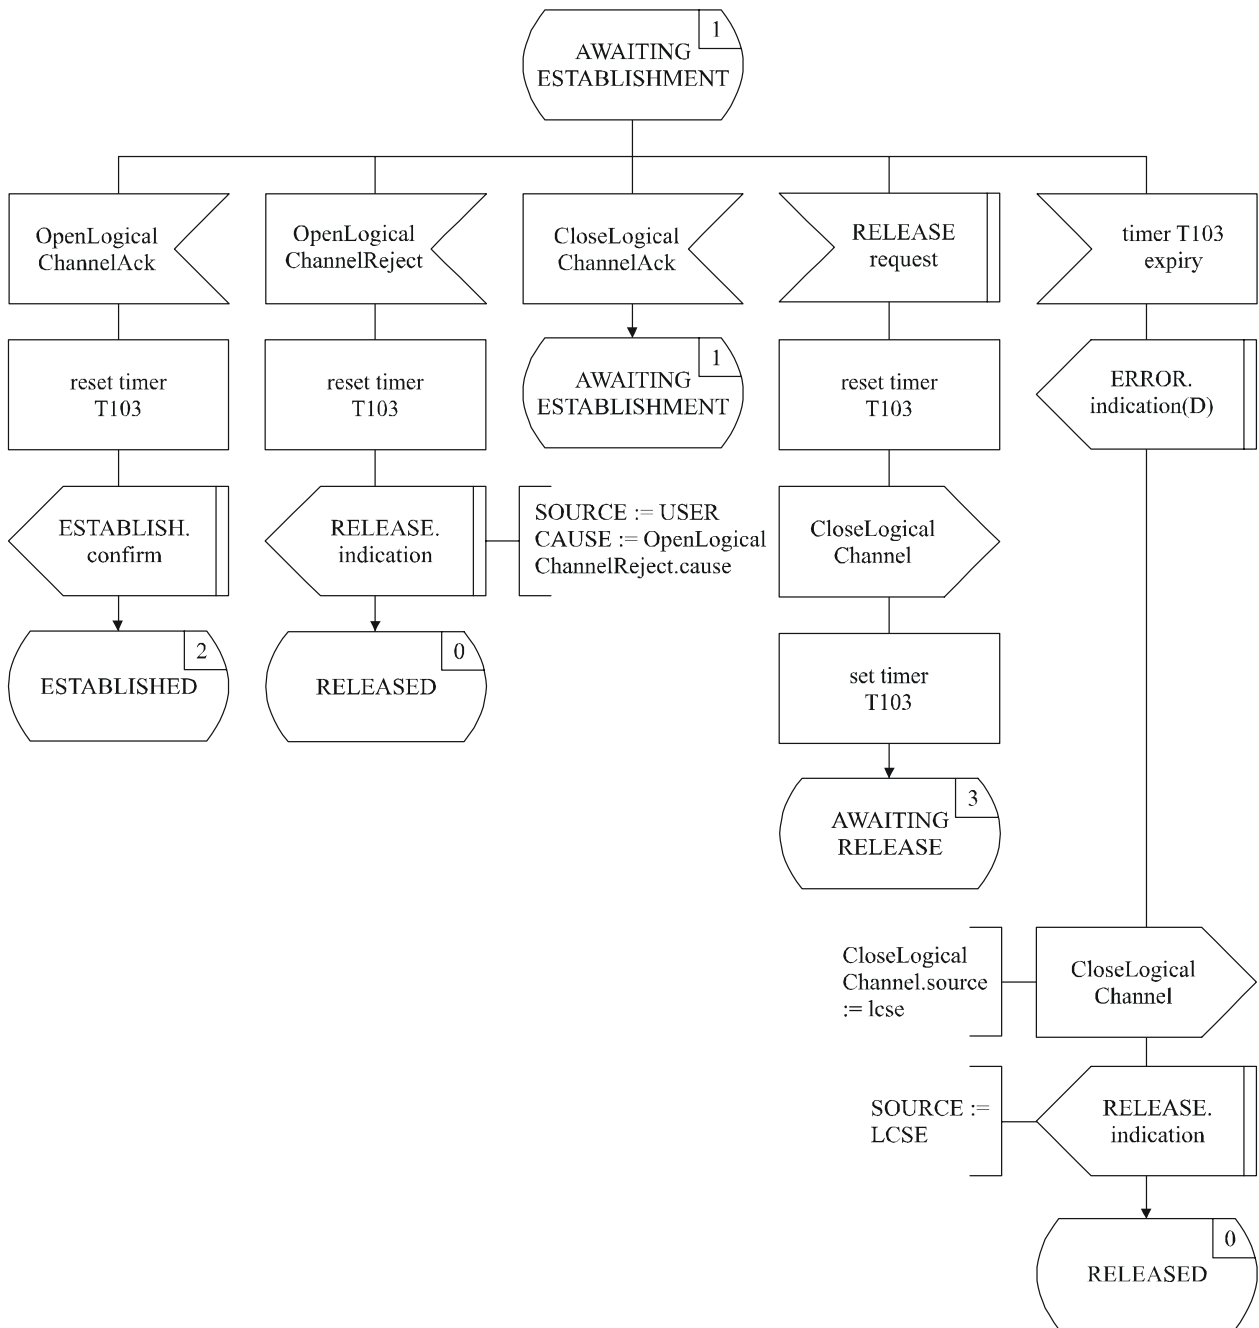 1
AWAITING
ESTABLISHMENT
OpenLogical
ChannelAck
OpenLogical
ChannelReject
CloseLogical
ChannelAck
RELEASE
request
timer T103
expiry
reset timer
T103
reset timer
T103
1
AWAITING
ESTABLISHMENT
reset timer
T103
ERROR.
indication(D)
ESTABLISH.
confirm
RELEASE.
indication
SOURCE := USER
CAUSE := OpenLogical
ChannelReject.cause
CloseLogical
Channel
2
ESTABLISHED
0
RELEASED
set timer
T103
3
AWAITING
RELEASE
CloseLogical
Channel.source
:= lcse
CloseLogical
Channel
SOURCE :=
LCSE
RELEASE.
indication
0
RELEASED